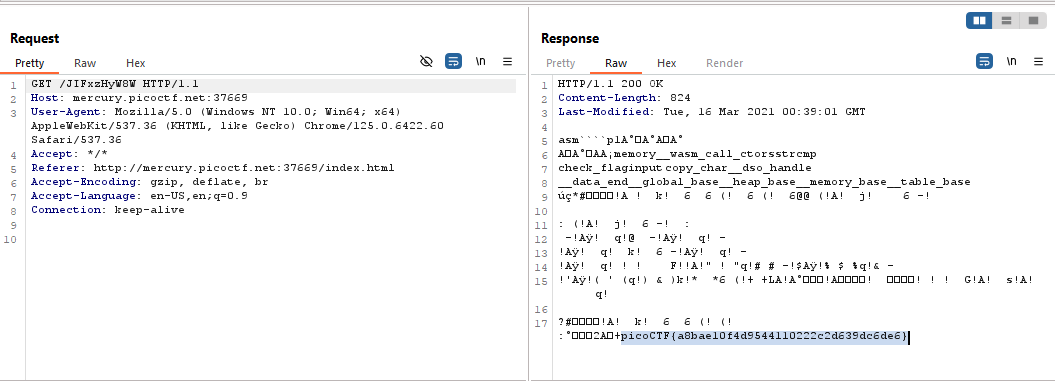 Request
Pretty Raw Hex \n
1 GET /JIFxzHyW8W HTTP/1.1
2 Host: mercury.picoctf.net:37669
3 User-Agent: Mozilla/5.0 (Windows NT 10.0; Win64; x64)
AppleWebKit/537.36 (KHTML, like Gecko) Chrome/125.0.6422.60
Safari/537.36
4 Accept: */*
5 Referer: http://mercury.picoctf.net:37669/index.html
6 Accept-Encoding: gzip, deflate, br
7 Accept-Language: en-US,en;q=0.9
8 Connection: keep-alive
9
10
Response
Pretty Raw Hex Render \n
1 HTTP/1.1 200 OK
2 Content-Length: 824
3 Last-Modified: Tue, 16 Mar 2021 00:39:01 GMT
4
5 asm````p1A°□A°A□A°
6 A□A°□AA¡memory__wasm_call_ctorsstrcmp
7 check_flaginputcopy_char__dso_handle
8 __data_end__global_base__heap_base__memory_base__table_base
9 úç*#□□□□!A ! k! 6 6 (! 6 (! 6@@ (!A! j! 6 -!
10
11 : (!A! j! 6 -! :
12 -!Aÿ! q!@ -!Aÿ! q! -
13 !Aÿ! q! k! 6 -!Aÿ! q! -
14 !Aÿ! q! ! ! F!!A!" ! "q!# # -!$Aÿ!% $ %q!& -
15 !'Aÿ!( ' (q!) & )k!* *6 (!+ +LA!A°□□□!A□□□□! □□□□! ! ! G!A! s!A!
q!
16
17 ?#□□□□!A! k! 6 6 (! (!
:°□□□2A□+picoCTF{a8bae10f4d9544110222c2d639dc6de6}